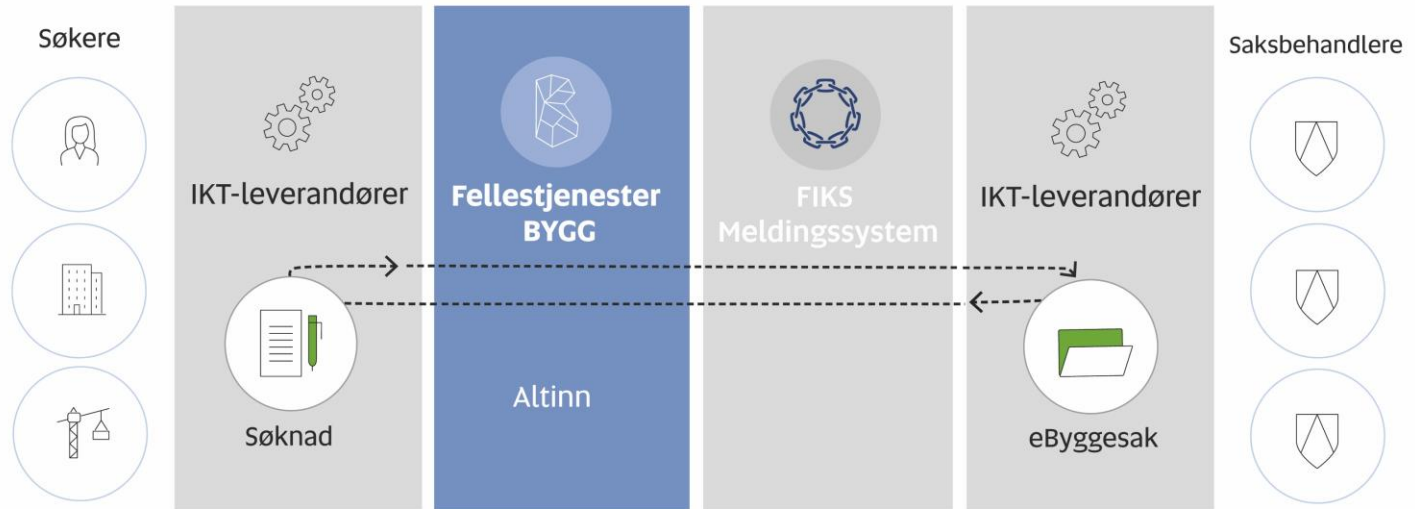 Søkere
IKT-leverandører
Søknad
Fellestjenester
BYGG
Altinn
FIKS
Meldingssystem
IKT-leverandører
eByggesak
Saksbehandlere